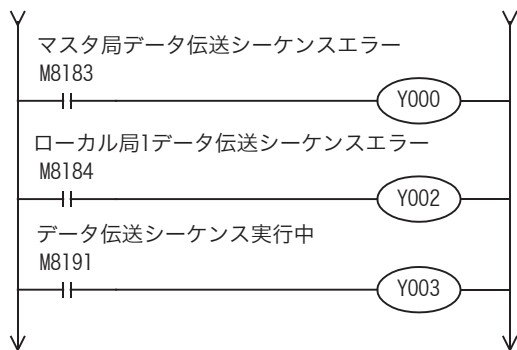 マスタ局データ伝送シーケンスエラー
M8183
Y000
ローカル局1データ伝送シーケンスエラー
M8184
Y002
データ伝送シーケンス実行中
M8191
Y003